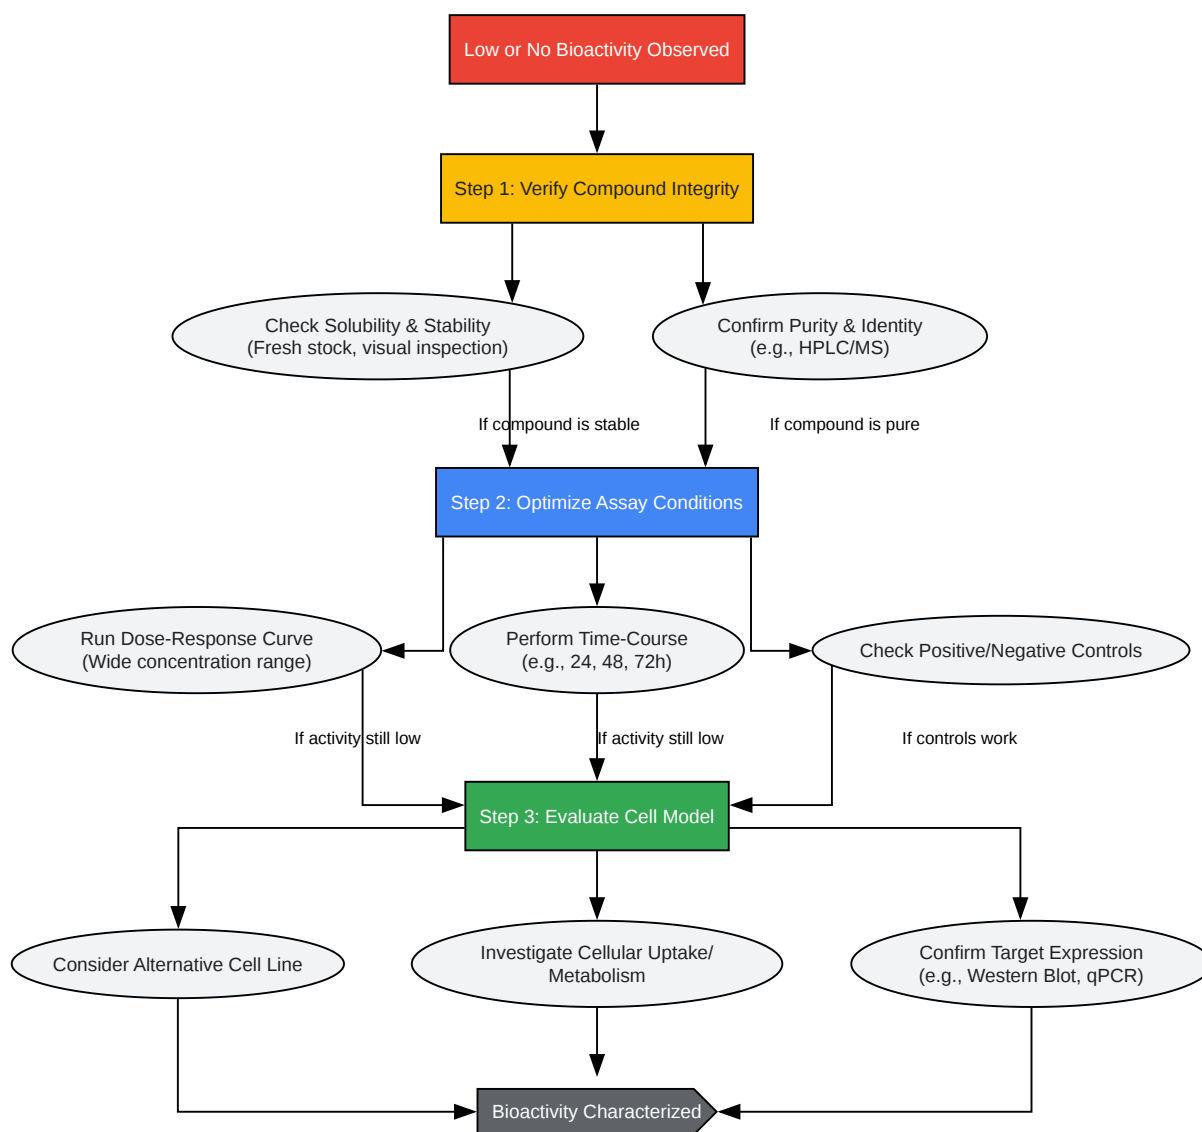 Low or No Bioactivity Observed
Step 1: Verify Compound Integrity
Check Solubility & Stability
(Fresh stock, visual inspection)
Confirm Purity & Identity
(e.g., HPLC/MS)
If compound is stable
If compound is pure
Step 2: Optimize Assay Conditions
Run Dose-Response Curve
(Wide concentration range)
Perform Time-Course
(e.g., 24, 48, 72h)
Check Positive/Negative Controls
If activity still low
If activity still low
If controls work
Step 3: Evaluate Cell Model
Consider Alternative Cell Line
Investigate Cellular Uptake/
Metabolism
Confirm Target Expression
(e.g., Western Blot, qPCR)
Bioactivity Characterized